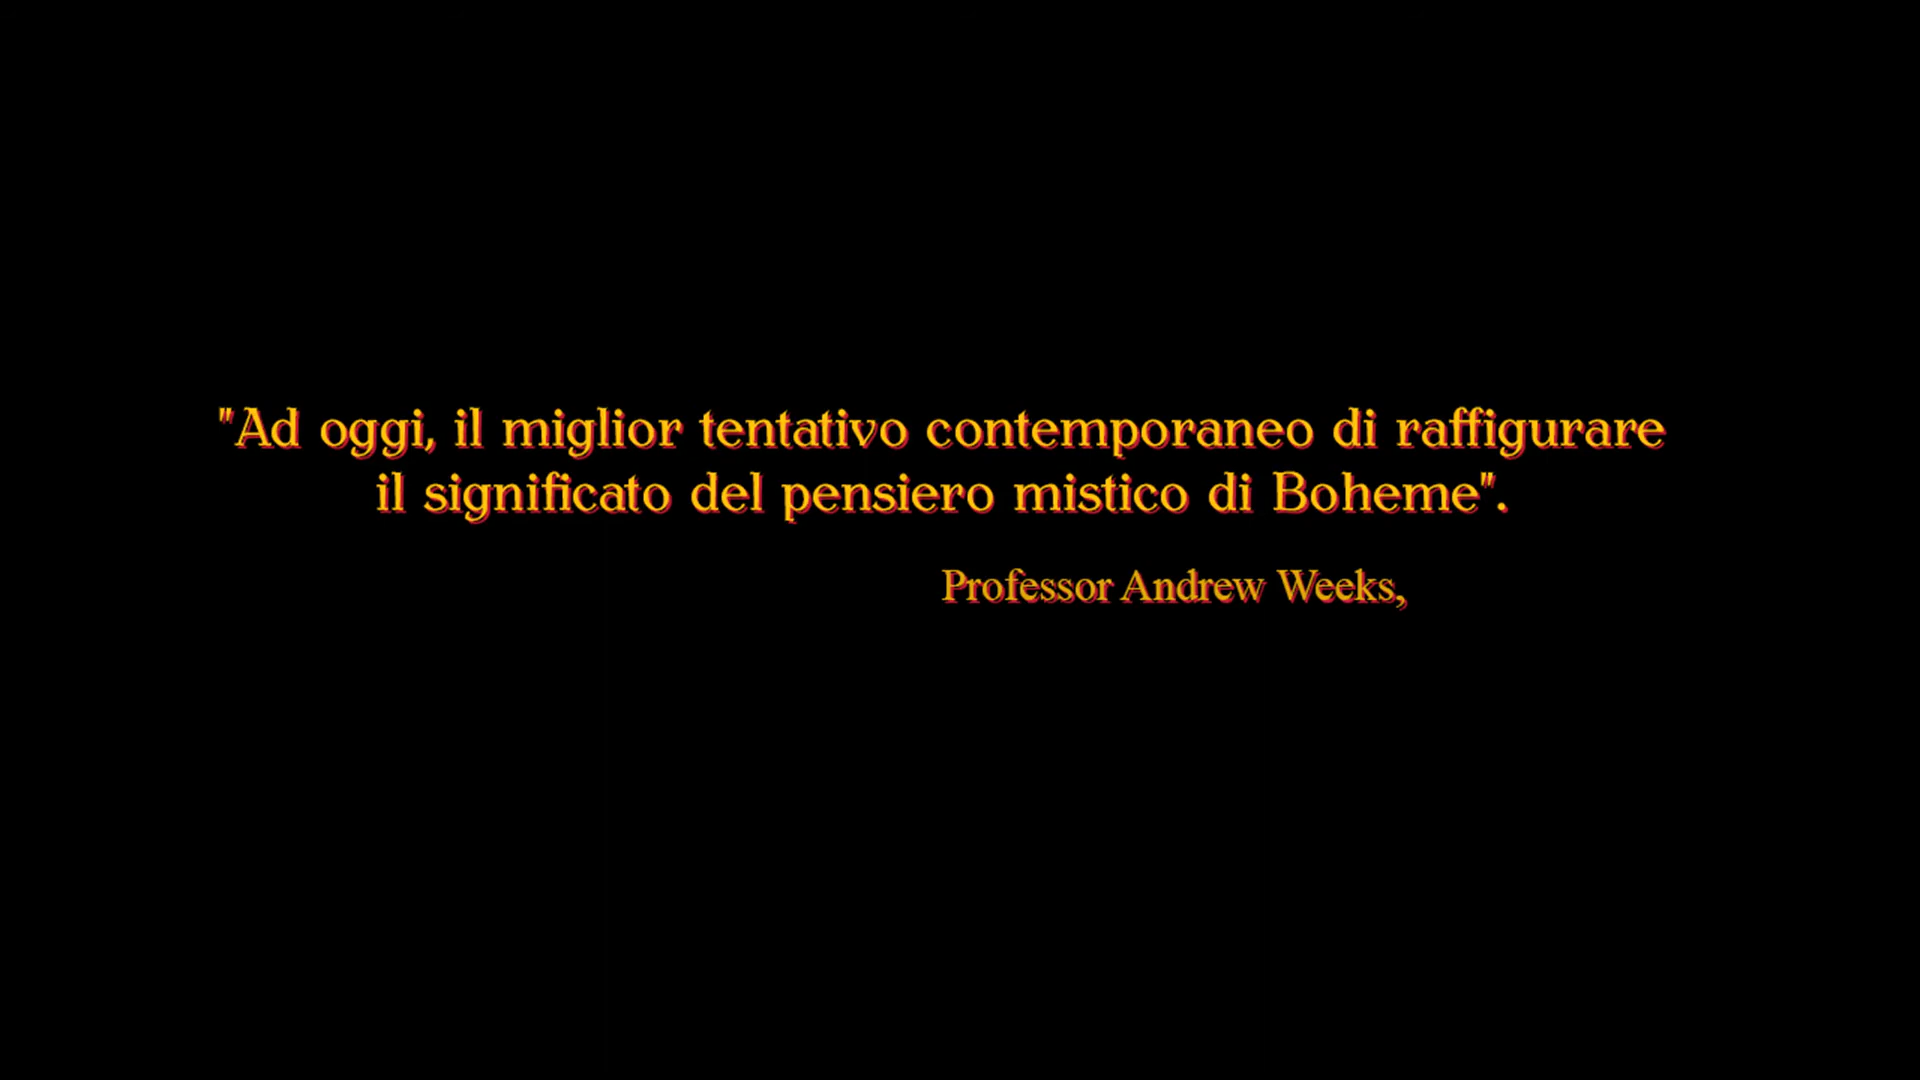 "Ad oggi, il miglior tentativo contemporaneo di raffigurare
il significato del pensiero mistico di Boheme".
Professor Andrew Weeks,